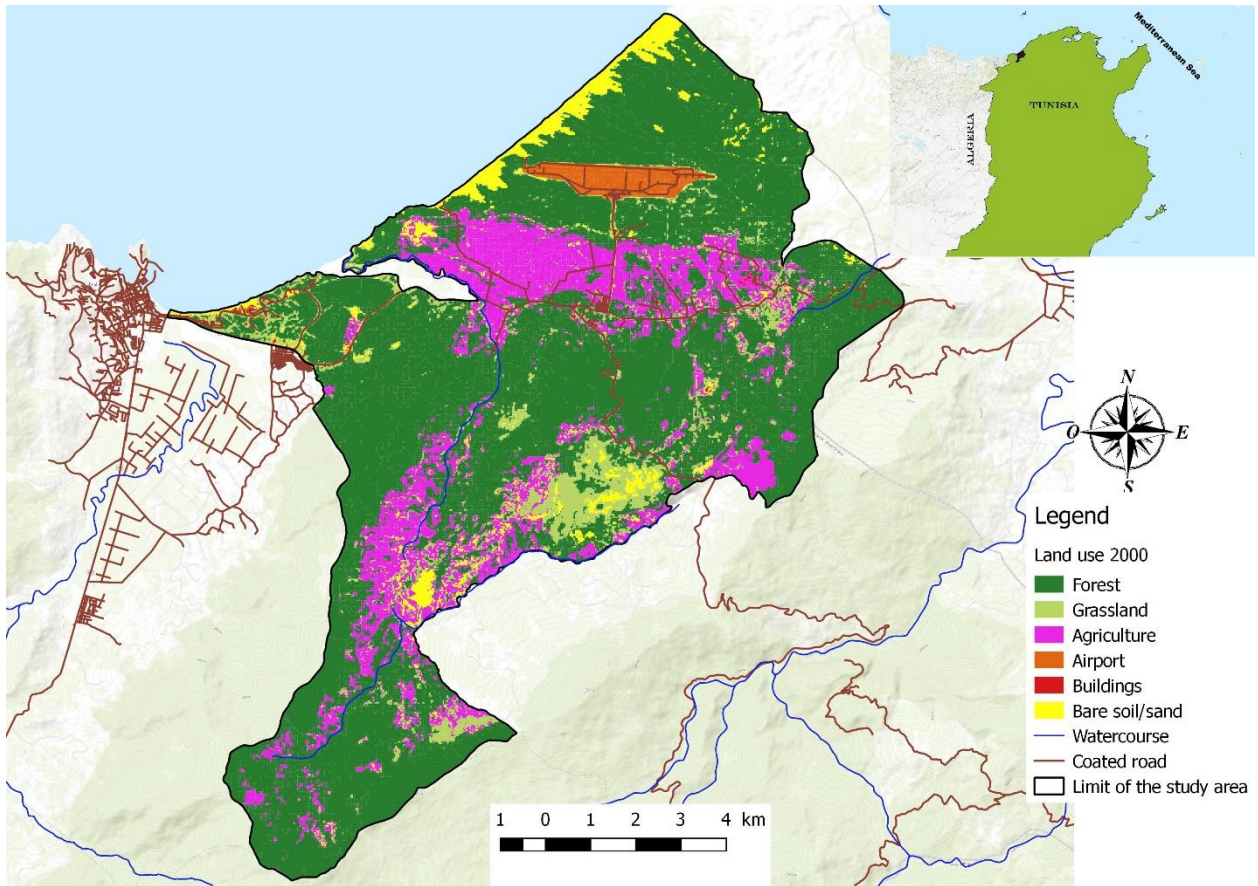 Mediterranean Sea
TUNISIA
ALGERIA
N
O
E
S
Legend
Land use 2000
Forest
Grassland
Agriculture
Airport
Buildings
Bare soil/sand
Watercourse
Coated road
Limit of the study area
1 0 1 2 3 4 km